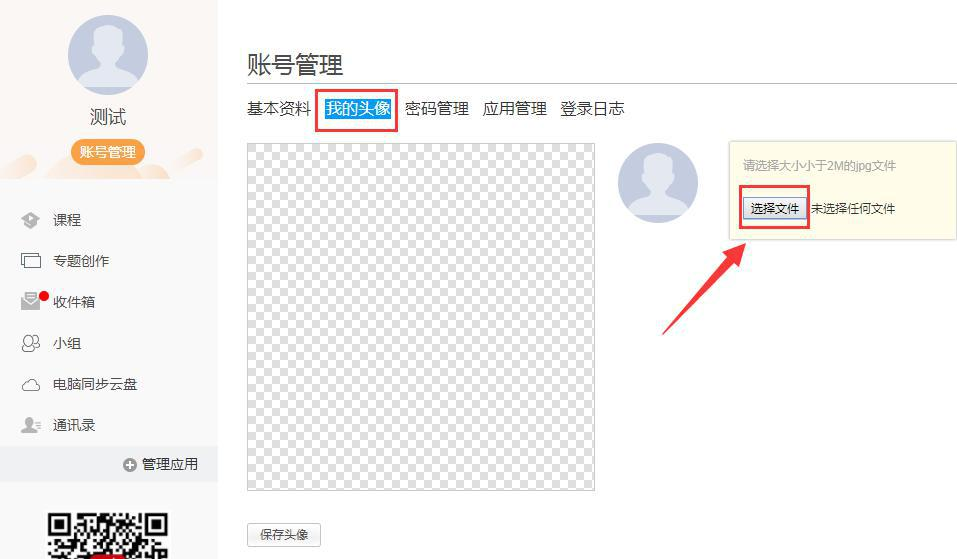 测试
账号管理
课程
专题创作
收件箱
小组
电脑同步云盘
通讯录
管理应用
账号管理
基本资料 我的头像 密码管理 应用管理 登录日志
请选择大小小于2M的jpg文件
选择文件 未选择任何文件
保存头像